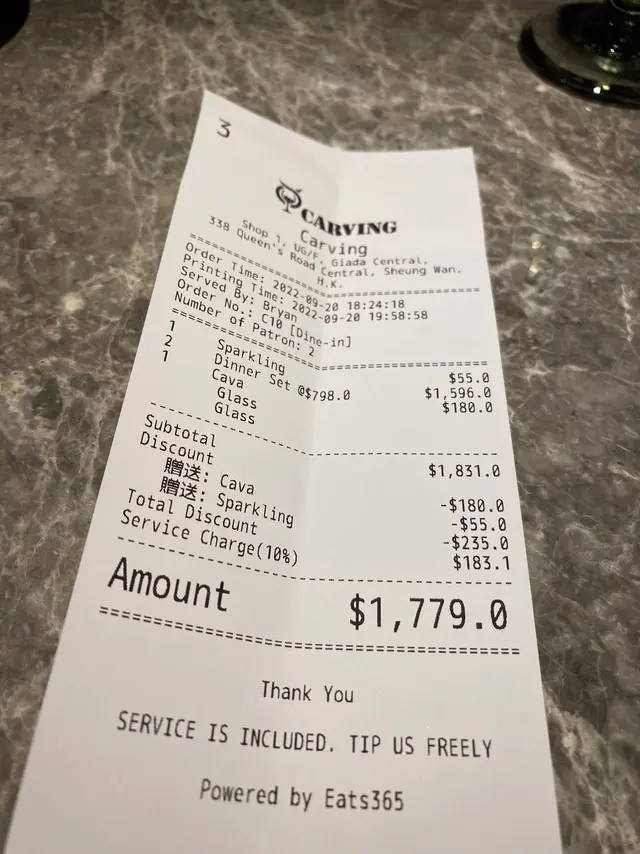 3
CARVING
Carving
Shop 1, UG/F, Giada Central,
338 Queen's Road Central, Sheung Wan,
H.K.
Order Time: 2022-09-20 18:24:18
Printing Time: 2022-09-20 19:58:58
Served By: Bryan
Order No.: C10 [Dine-in]
Number of Patron: 2
1 Sparkling $55.0
2 Dinner Set @$798.0 $1,596.0
1 Cava $180.0
Glass
Glass
Subtotal $1,831.0
Discount
贈送: Cava -$180.0
贈送: Sparkling -$55.0
Total Discount -$235.0
Service Charge(10%) $183.1
Amount $1,779.0
Thank You
SERVICE IS INCLUDED. TIP US FREELY
Powered by Eats365